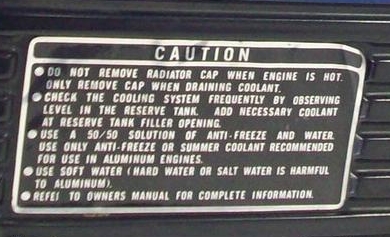 CAUTION
● DO NOT REMOVE RADIATOR CAP WHEN ENGINE IS HOT.
ONLY REMOVE CAP WHEN DRAINING COOLANT.
● CHECK THE COOLING SYSTEM FREQUENTLY BY OBSERVING
LEVEL IN THE RESERVE TANK. ADD NECESSARY COOLANT
AT RESERVE TANK FILLER OPENING.
● USE A 50/50 SOLUTION OF ANTI-FREEZE AND WATER.
USE ONLY ANTI-FREEZE OR SUMMER COOLANT RECOMMENDED
FOR USE IN ALUMINUM ENGINES.
● USE SOFT WATER (HARD WATER OR SALT WATER IS HARMFUL
TO ALUMINUM).
● REFER TO OWNERS MANUAL FOR COMPLETE INFORMATION.